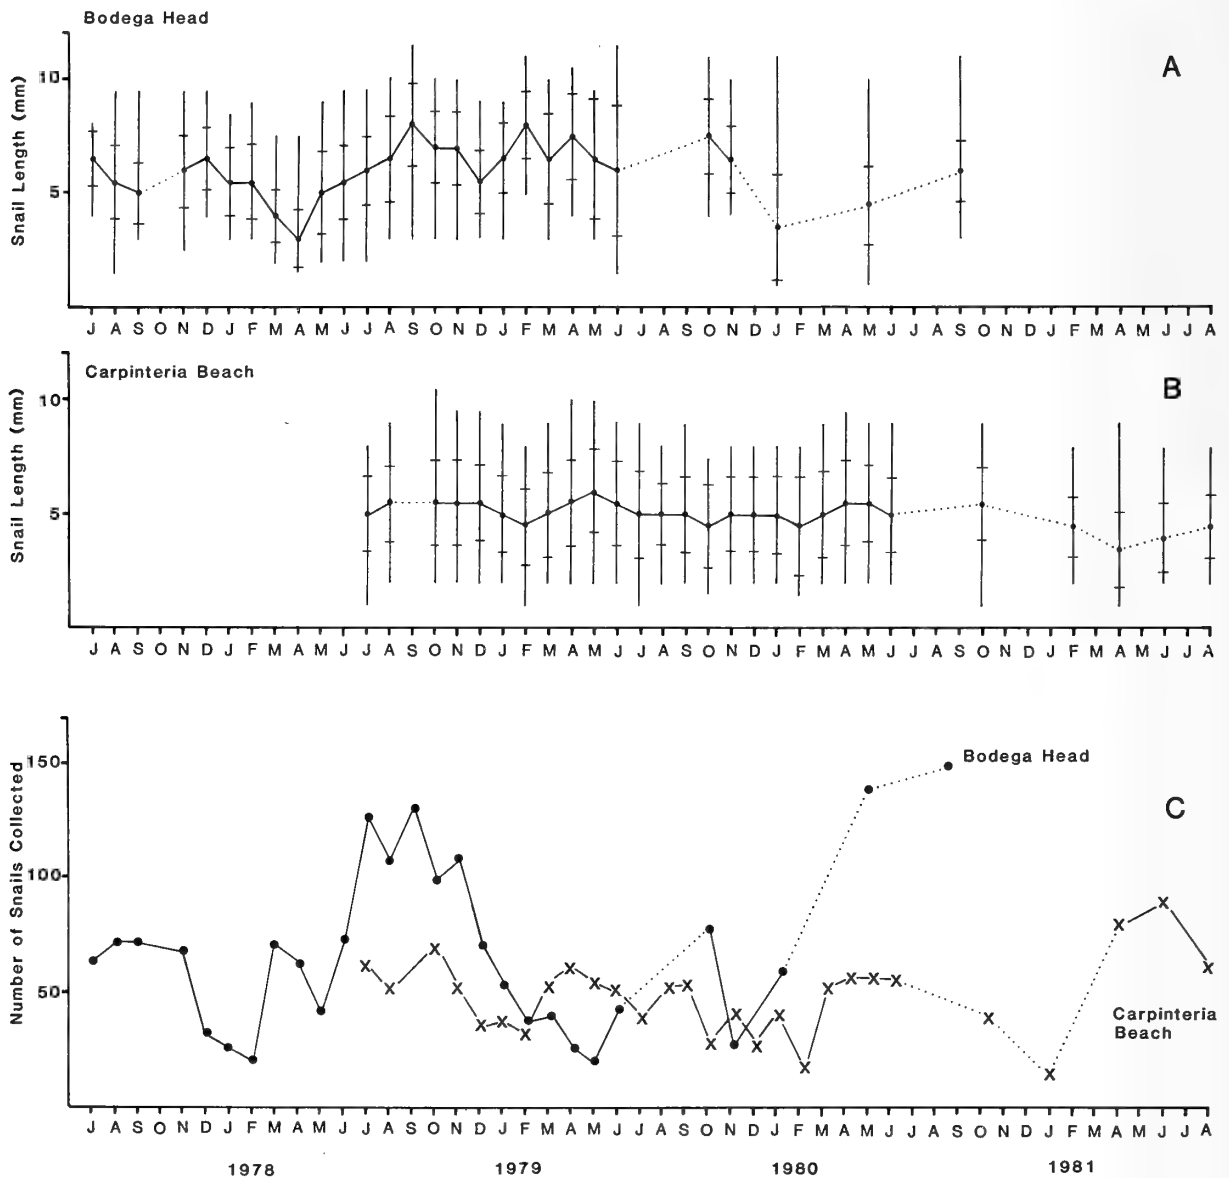 Bodega Head
A
10
5
Snail Length (mm)
J A S O N D J F M A M J J A S O N D J F M A M J J A S O N D J F M A M J J A S O N D J F M A M J J A
Carpinteria Beach
B
10
5
Snail Length (mm)
J A S O N D J F M A M J J A S O N D J F M A M J J A S O N D J F M A M J J A S O N D J F M A M J J A
Bodega Head
C
150
100
50
Number of Snails Collected
Carpinteria
Beach
J A S O N D J F M A M J J A S O N D J F M A M J J A S O N D J F M A M J J A S O N D J F M A M J J A
1978 1979 1980 1981